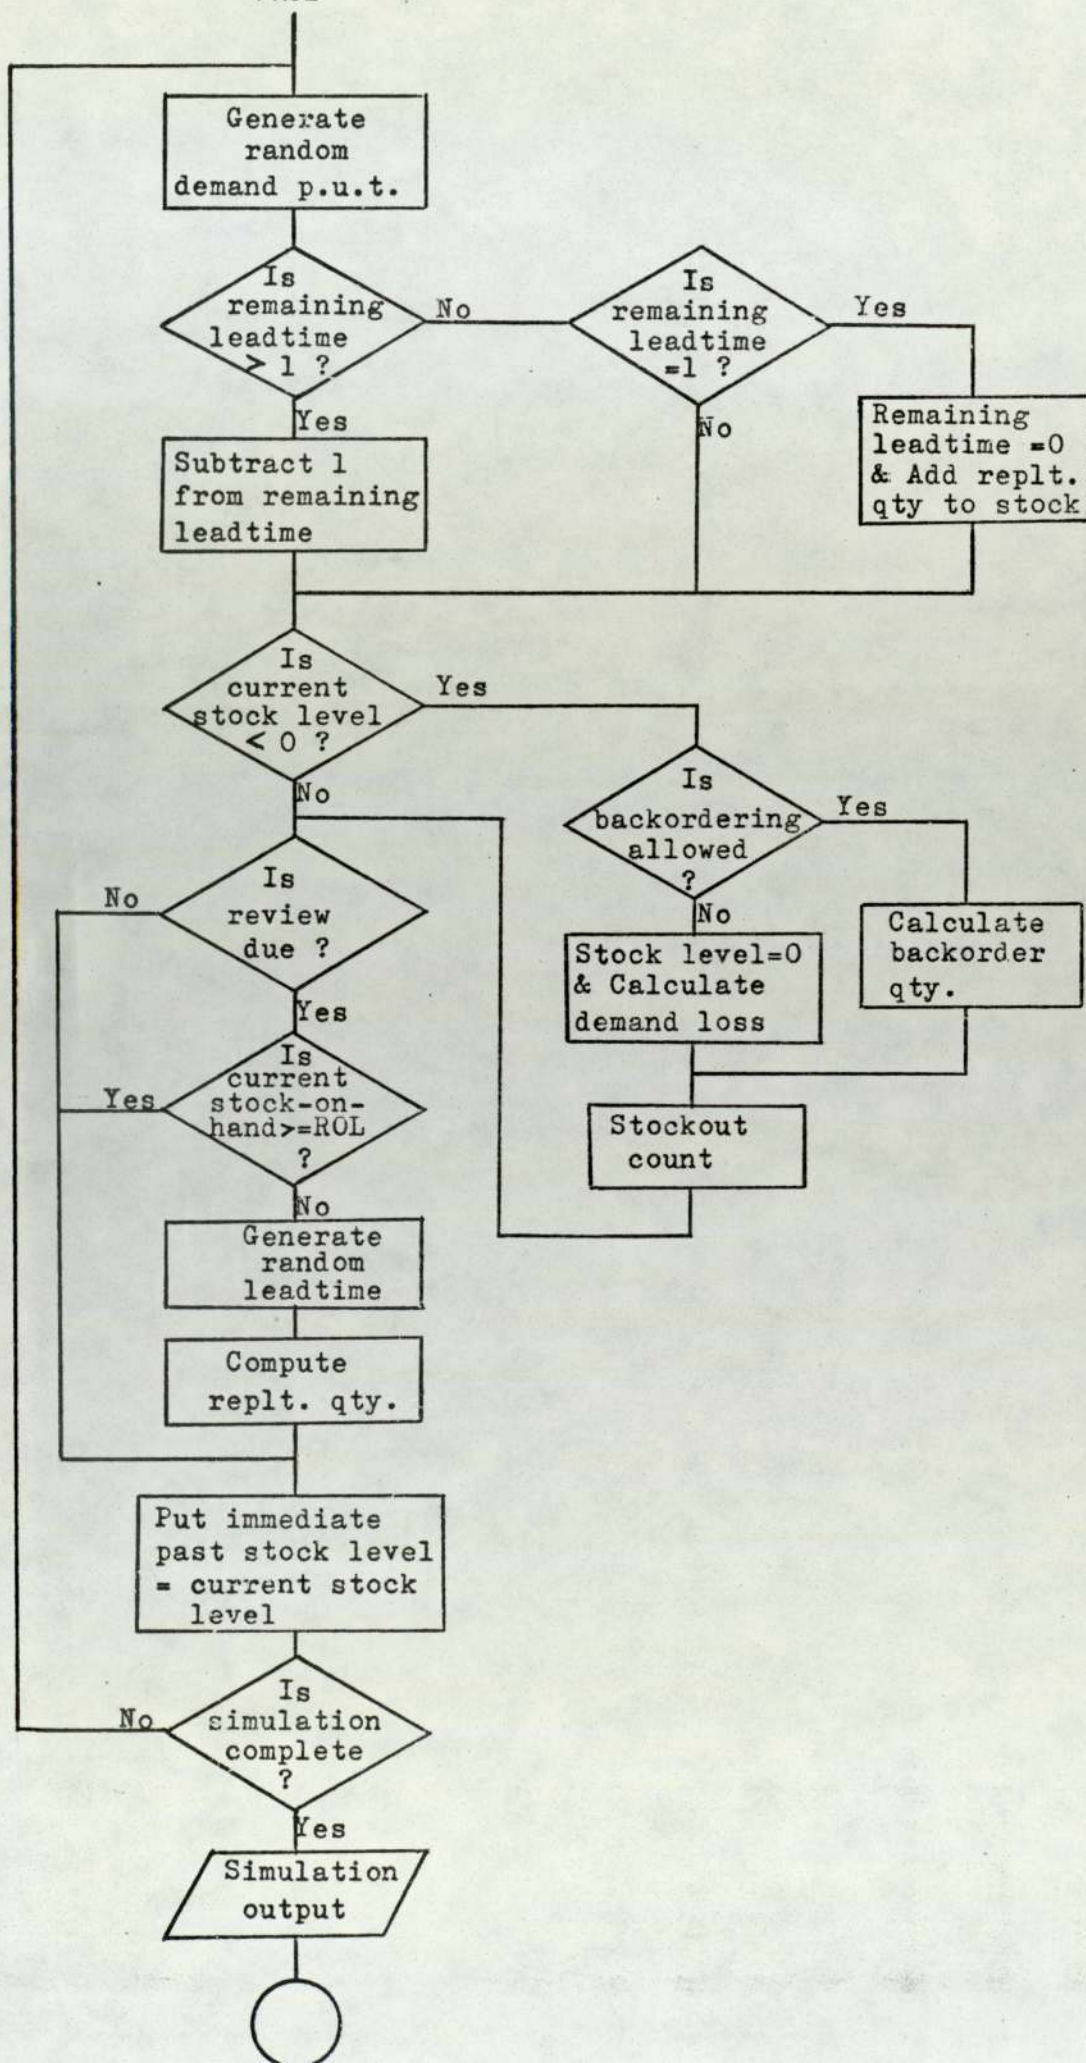 Generate
random
demand p.u.t.
Is
remaining
leadtime
> 1 ?
No
Is
remaining
leadtime
=1 ?
Yes
Yes
No
Remaining
leadtime =0
& Add replt.
qty to stock
Subtract 1
from remaining
leadtime
Is
current
stock level
< 0 ?
Yes
No
Is
backordering
allowed
?
Yes
No
Calculate
backorder
qty.
Stock level=0
& Calculate
demand loss
Stockout
count
Is
review
due ?
No
Yes
Is
current
stock-on-
hand>=ROL
?
Yes
No
Generate
random
leadtime
Compute
replt. qty.
Put immediate
past stock level
= current stock
level
Is
simulation
complete
?
No
Yes
Simulation
output